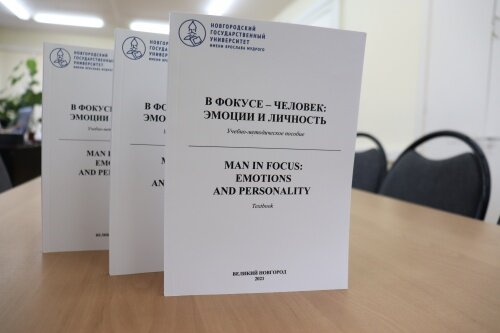 НОВГОРОДСКИЙ
ГОСУДАРСТВЕННЫЙ
УНИВЕРСИТЕТ
ИМЕНИ ЯРОСЛАВА МУДРОГО
В ФОКУСЕ – ЧЕЛОВЕК:
ЭМОЦИИ И ЛИЧНОСТЬ
Учебно-методическое пособие
MAN IN FOCUS:
EMOTIONS
AND PERSONALITY
Textbook
ВЕЛИКИЙ НОВГОРОД
2021